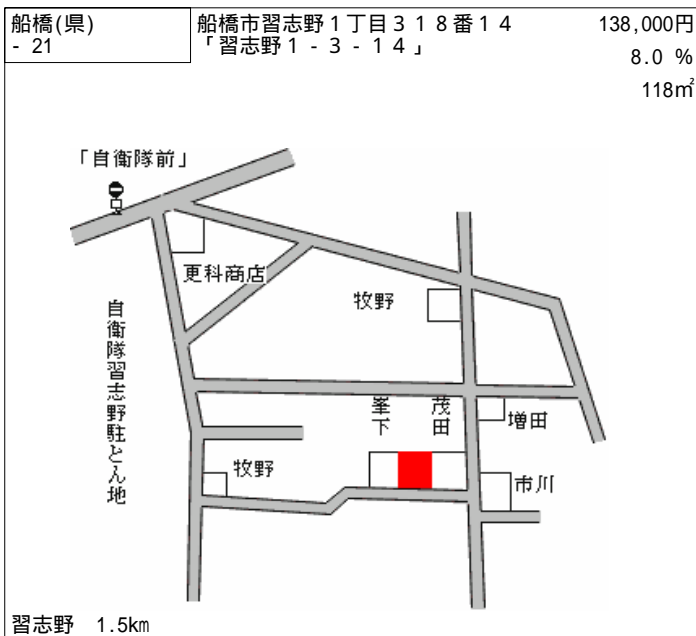 船橋(県)
- 21
船橋市習志野1丁目318番14
「習志野1-3-14」
138,000円
8.0 %
118㎡
「自衛隊前」
更科商店
牧野
自衛隊習志野駐とん地
峯下
茂田
増田
牧野
市川
習志野 1.5km